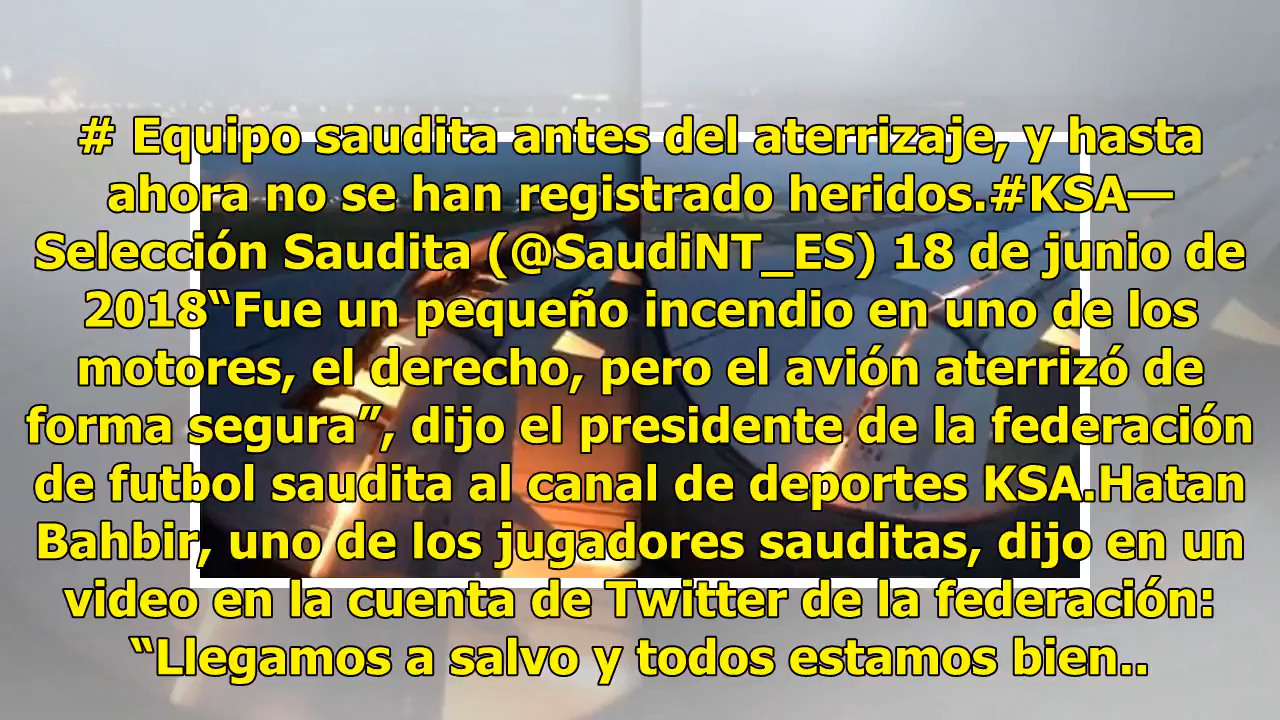 # Equipo saudita antes del aterrizaje, y hasta
ahora no se han registrado heridos.#KSA—
Selección Saudita (@SaudiNT_ES) 18 de junio de
2018“Fue un pequeño incendio en uno de los
motores, el derecho, pero el avión aterrizó de
forma segura”, dijo el presidente de la federación
de futbol saudita al canal de deportes KSA.Hatan
Bahbir, uno de los jugadores sauditas, dijo en un
video en la cuenta de Twitter de la federación:
“Llegamos a salvo y todos estamos bien..